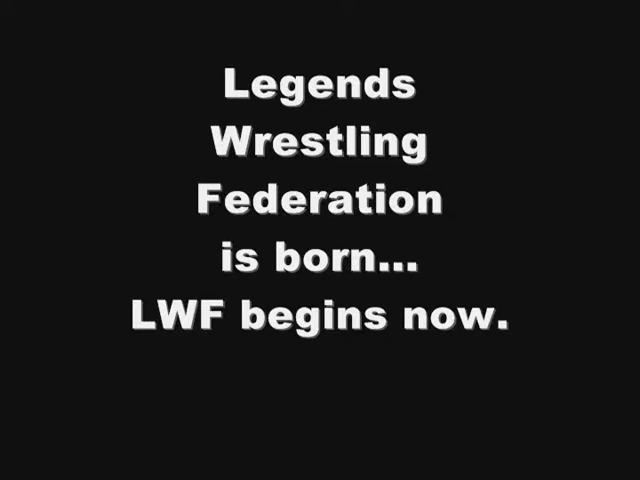 Legends
Wrestling
Federation
is born...
LWF begins now.